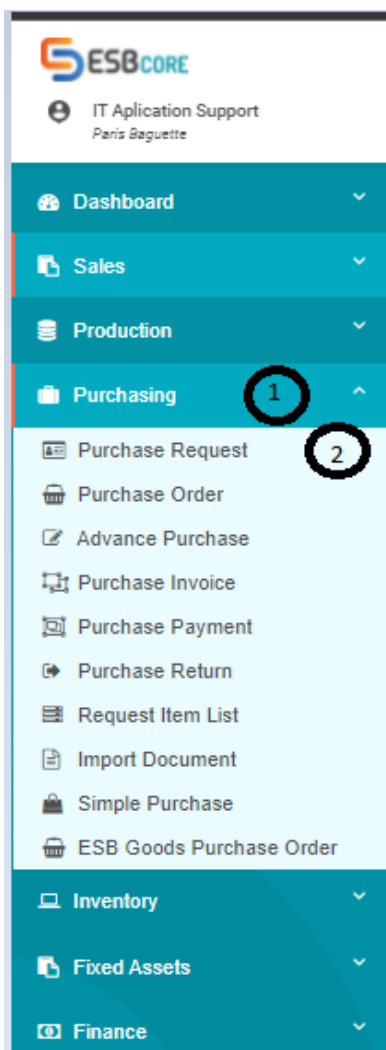 ESBCORE
IT Aplication Support
Paris Baguette
Dashboard
Sales
Production
Purchasing 1
Purchase Request 2
Purchase Order
Advance Purchase
Purchase Invoice
Purchase Payment
Purchase Return
Request Item List
Import Document
Simple Purchase
ESB Goods Purchase Order
Inventory
Fixed Assets
Finance